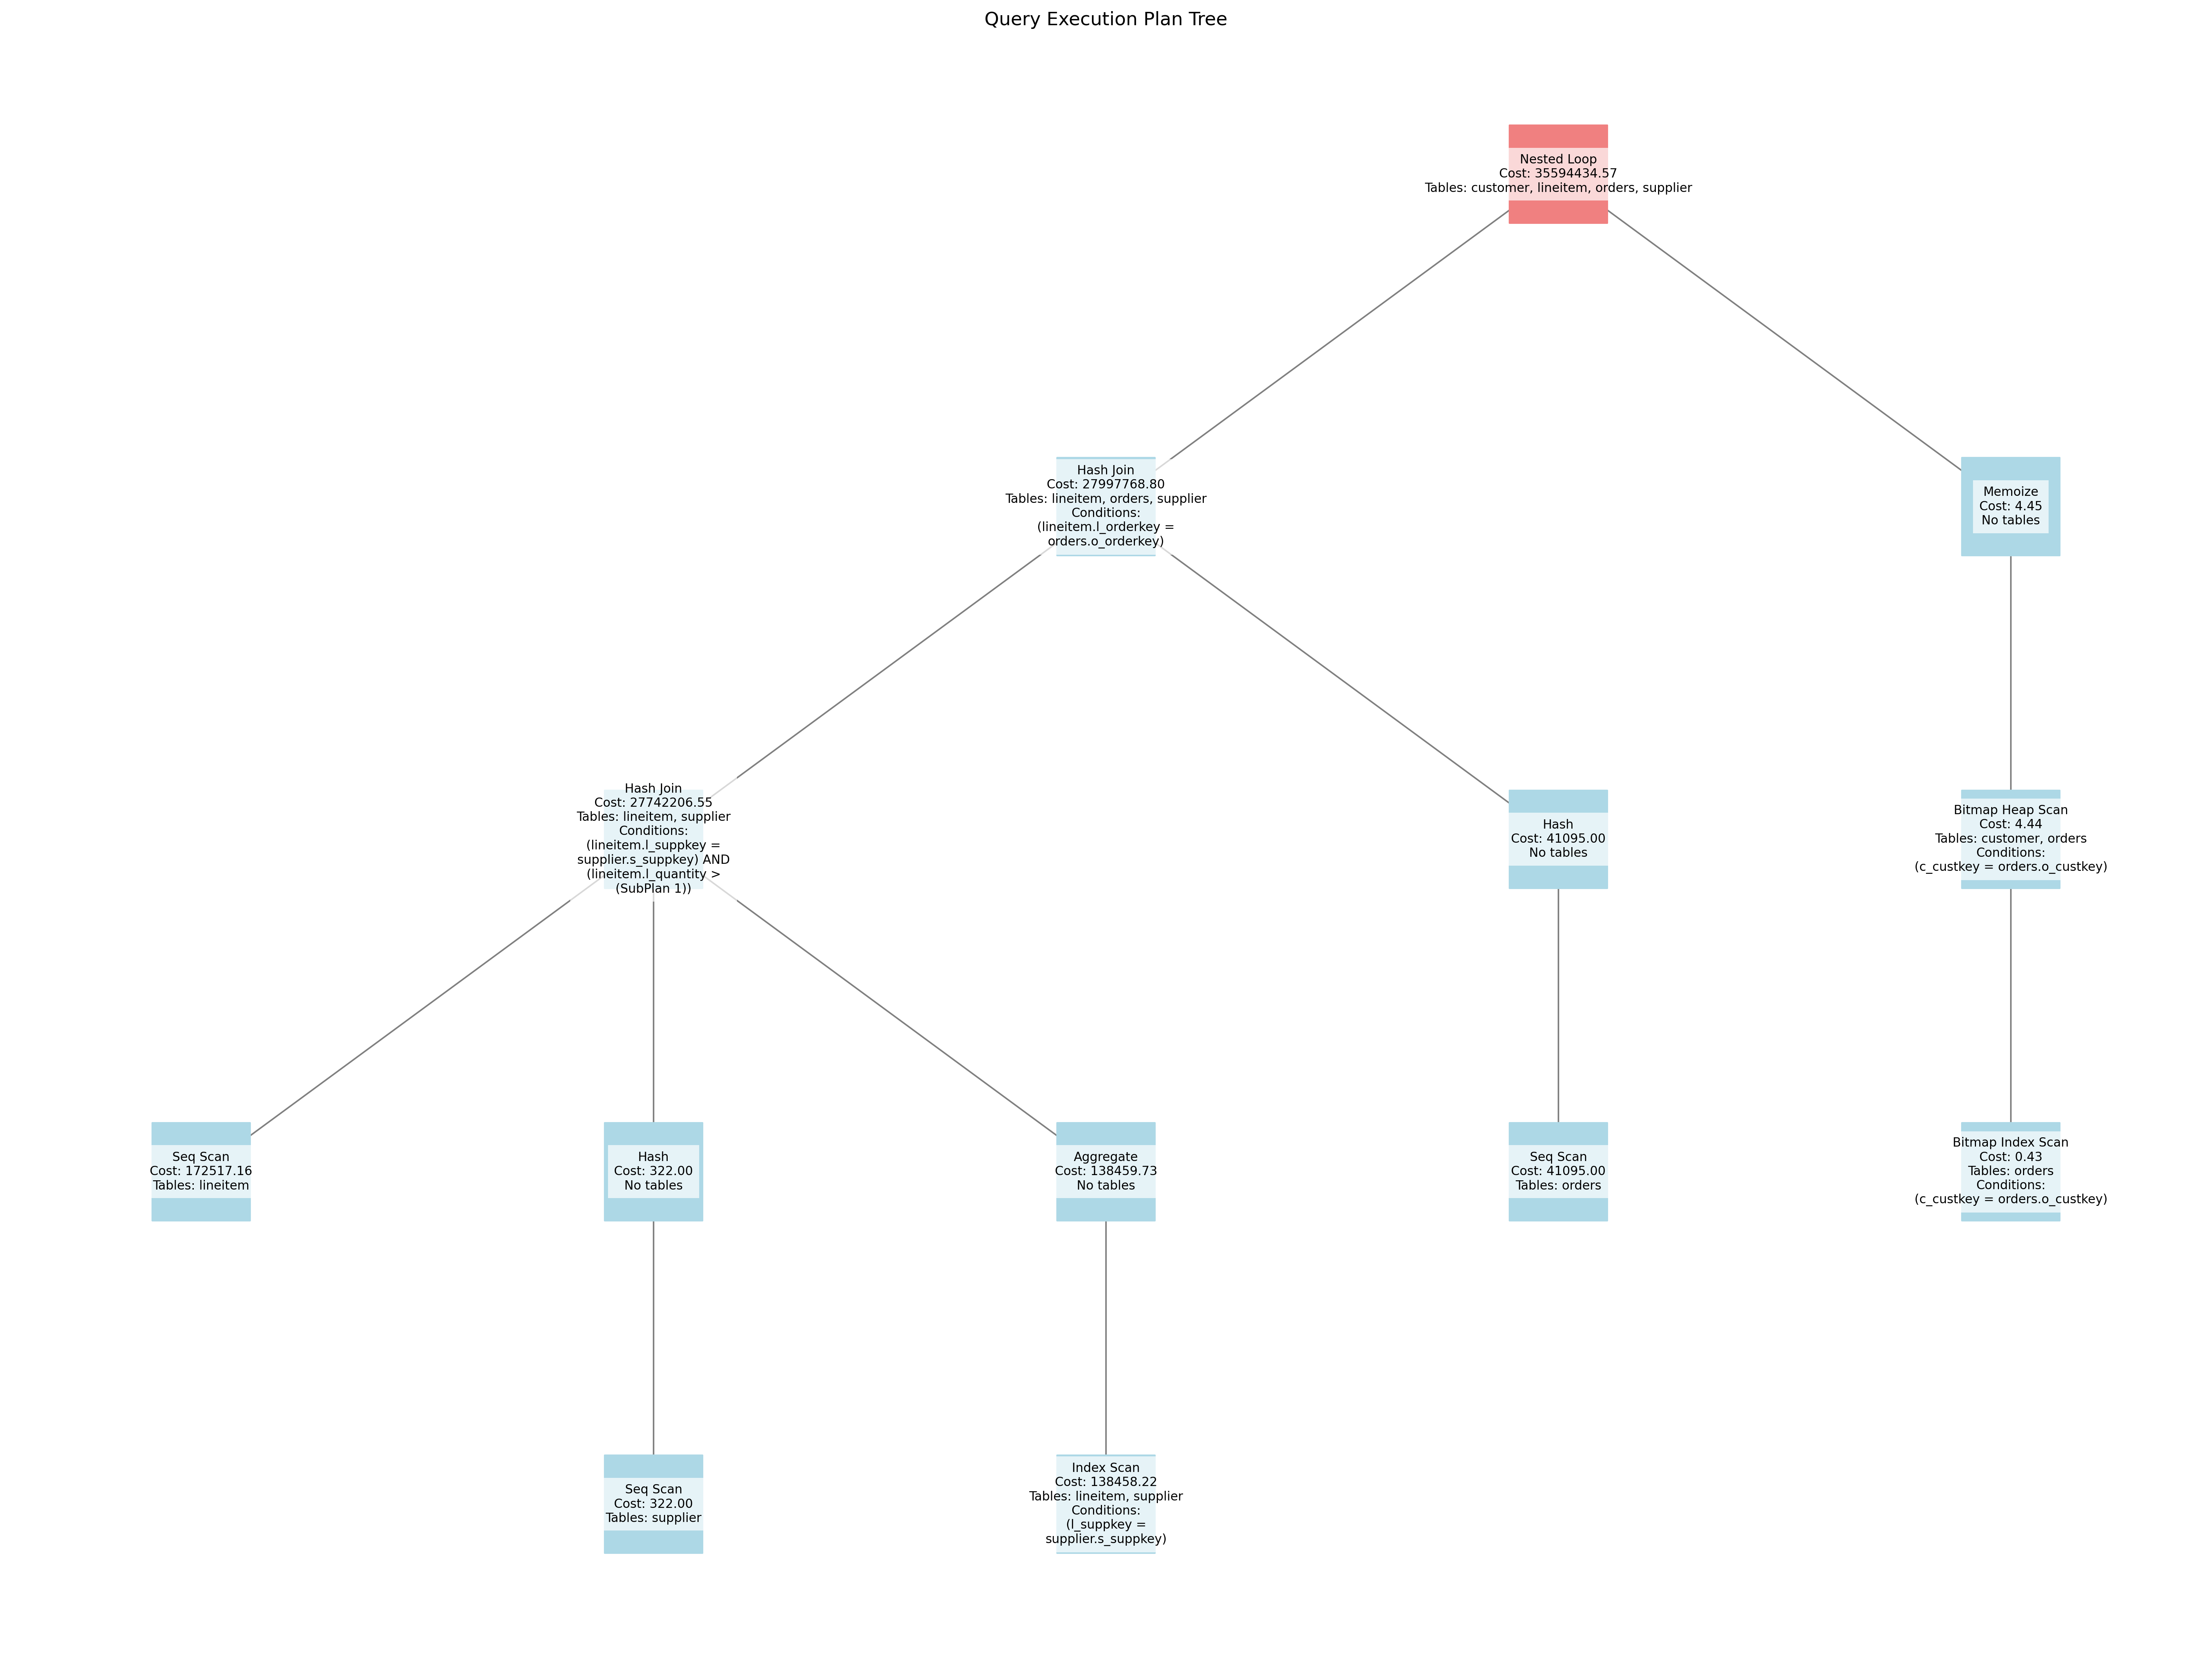 Query Execution Plan Tree
Nested Loop
Cost: 35594434.57
Tables: customer, lineitem, orders, supplier
Hash Join
Cost: 27997768.80
Tables: lineitem, orders, supplier
Conditions:
(lineitem.l_orderkey =
orders.o_orderkey)
Memoize
Cost: 4.45
No tables
Hash Join
Cost: 27742206.55
Tables: lineitem, supplier
Conditions:
(lineitem.l_suppkey =
supplier.s_suppkey) AND
(lineitem.l_quantity >
(SubPlan 1))
Hash
Cost: 41095.00
No tables
Bitmap Heap Scan
Cost: 4.44
Tables: customer, orders
Conditions:
(c_custkey = orders.o_custkey)
Seq Scan
Cost: 172517.16
Tables: lineitem
Hash
Cost: 322.00
No tables
Aggregate
Cost: 138459.73
No tables
Seq Scan
Cost: 41095.00
Tables: orders
Bitmap Index Scan
Cost: 0.43
Tables: orders
Conditions:
(c_custkey = orders.o_custkey)
Seq Scan
Cost: 322.00
Tables: supplier
Index Scan
Cost: 138458.22
Tables: lineitem, supplier
Conditions:
(l_suppkey =
supplier.s_suppkey)